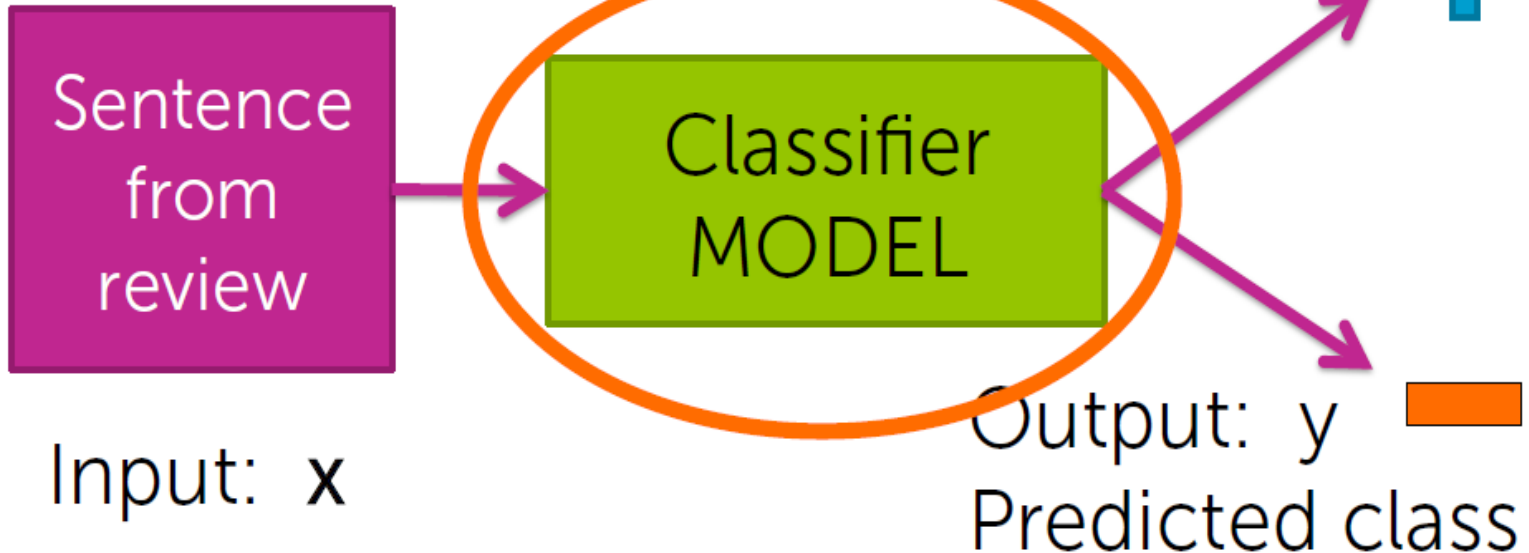 Sentence
from
review
Classifier
MODEL
Input: x
Output: y
Predicted class